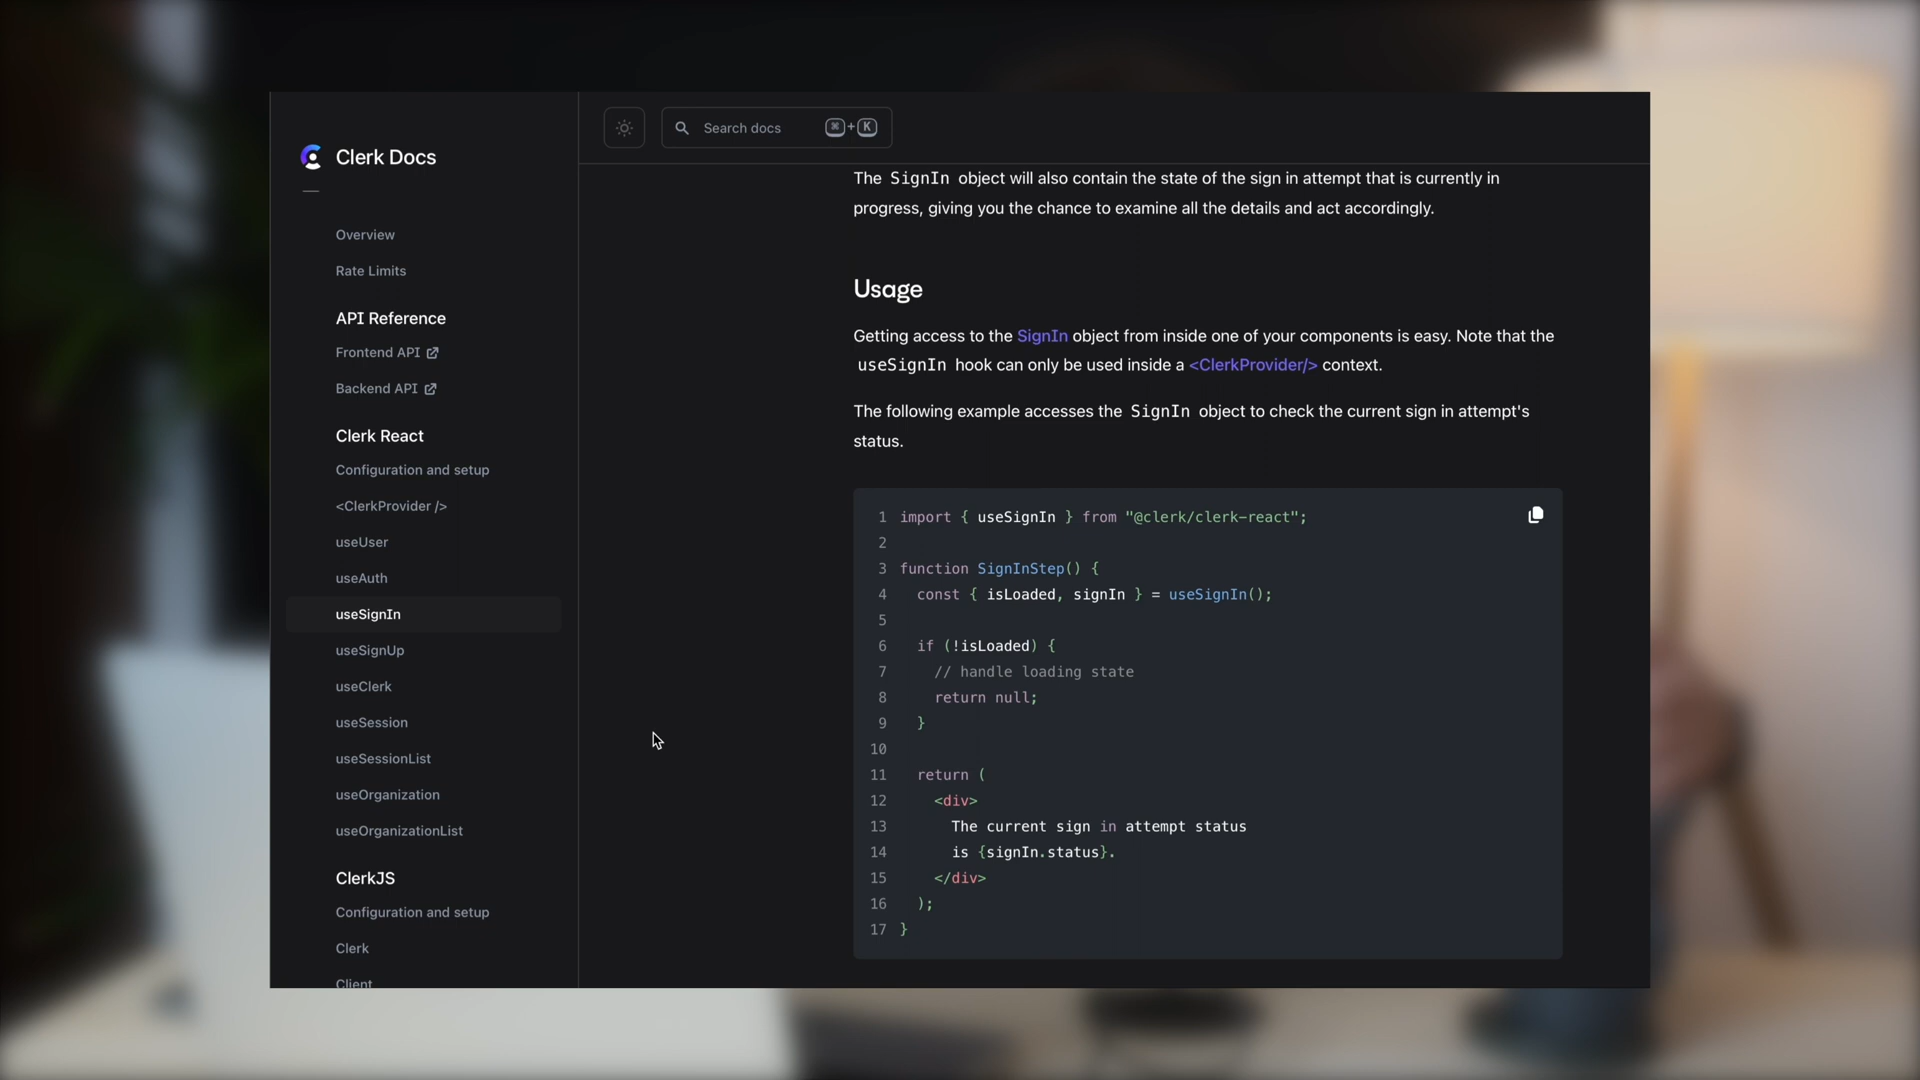 Clerk Docs
Overview
Rate Limits
API Reference
Frontend API
Backend API
Clerk React
Configuration and setup
<ClerkProvider />
useUser
useAuth
useSignIn
useSignUp
useClerk
useSession
useSessionList
useOrganization
useOrganizationList
ClerkJS
Configuration and setup
Clerk
Client
Search docs ⌘+K
The SignIn object will also contain the state of the sign in attempt that is currently in
progress, giving you the chance to examine all the details and act accordingly.
Usage
Getting access to the SignIn object from inside one of your components is easy. Note that the
useSignIn hook can only be used inside a <ClerkProvider/> context.
The following example accesses the SignIn object to check the current sign in attempt's
status.
1 import { useSignIn } from "@clerk/clerk-react";
2
3 function SignInStep() {
4   const { isLoaded, signIn } = useSignIn();
5
6   if (!isLoaded) {
7     // handle loading state
8     return null;
9   }
10
11   return (
12     <div>
13       The current sign in attempt status
14       is {signIn.status}.
15     </div>
16   );
17 }